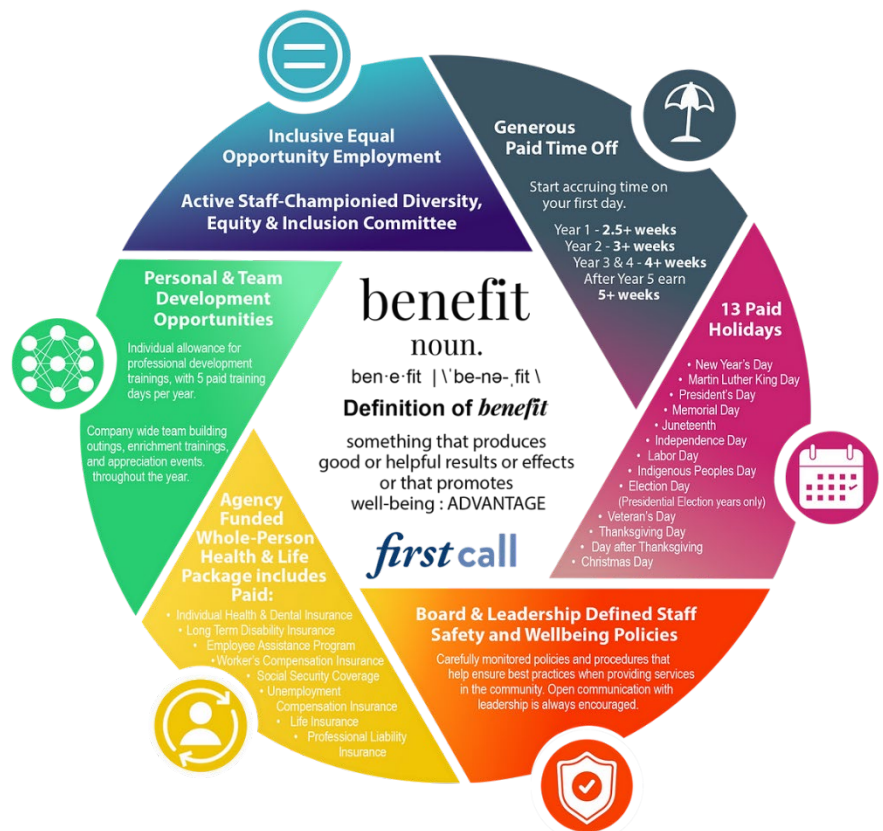 Inclusive Equal
Opportunity Employment
Active Staff-Championied Diversity,
Equity & Inclusion Committee
Generous
Paid Time Off
Start accruing time on
your first day.
Year 1 - 2.5+ weeks
Year 2 - 3+ weeks
Year 3 & 4 - 4+ weeks
After Year 5 earn
5+ weeks
13 Paid
Holidays
• New Year's Day
• Martin Luther King Day
• President's Day
• Memorial Day
• Juneteenth
• Independence Day
• Labor Day
• Indigenous Peoples Day
• Election Day
(Presidential Election years only)
• Veteran's Day
• Thanksgiving Day
• Day after Thanksgiving
• Christmas Day
Board & Leadership Defined Staff
Safety and Wellbeing Policies
Carefully monitored policies and procedures that
help ensure best practices when providing services
in the community. Open communication with
leadership is always encouraged.
Agency
Funded
Whole-Person
Health & Life
Package includes
Paid:
• Individual Health & Dental Insurance
• Long Term Disability Insurance
• Employee Assistance Program
• Worker's Compensation Insurance
• Social Security Coverage
• Unemployment
Compensation Insurance
• Life Insurance
• Professional Liability
Insurance
Personal & Team
Development
Opportunities
Individual allowance for
professional development
trainings, with 5 paid training
days per year.
Company wide team building
outings, enrichment trainings,
and appreciation events.
throughout the year.
benefit
noun.
ben·e·fit | \ˈbe-nə-ˌfit \
Definition of benefit
something that produces
good or helpful results or effects
or that promotes
well-being : ADVANTAGE
first call